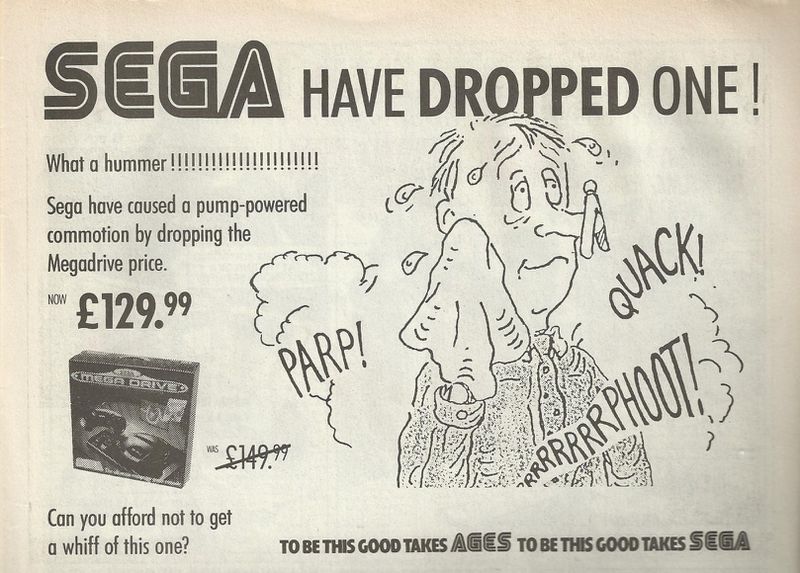 SEGA HAVE DROPPED ONE!
What a hummer!!!!!!!!!!!!!!!!!!!!!!!
Sega have caused a pump-powered
commotion by dropping the
Megadrive price.
NOW £129.99
PARP!
QUACK!
RRRRRRRRPHOOT!
SEGA
MEGA DRIVE
WAS £149.99
Can you afford not to get
a whiff of this one?
TO BE THIS GOOD TAKES AGES TO BE THIS GOOD TAKES SEGA